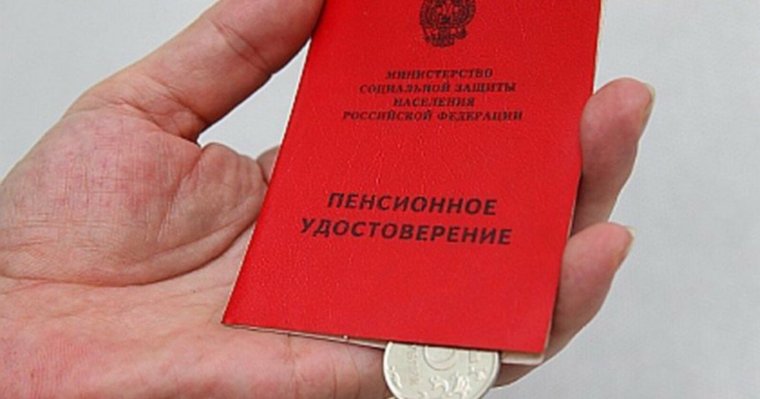 МИНИСТЕРСТВО
СОЦИАЛЬНОЙ ЗАЩИТЫ
НАСЕЛЕНИЯ
РОССИЙСКОЙ ФЕДЕРАЦИИ
ПЕНСИОННОЕ
УДОСТОВЕРЕНИЕ